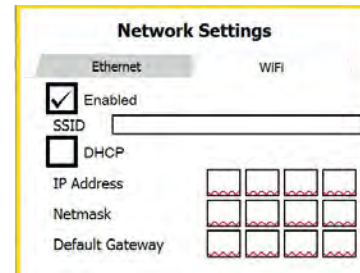 Network Settings
Ethernet WiFi
Enabled
SSID
DHCP
IP Address
Netmask
Default Gateway